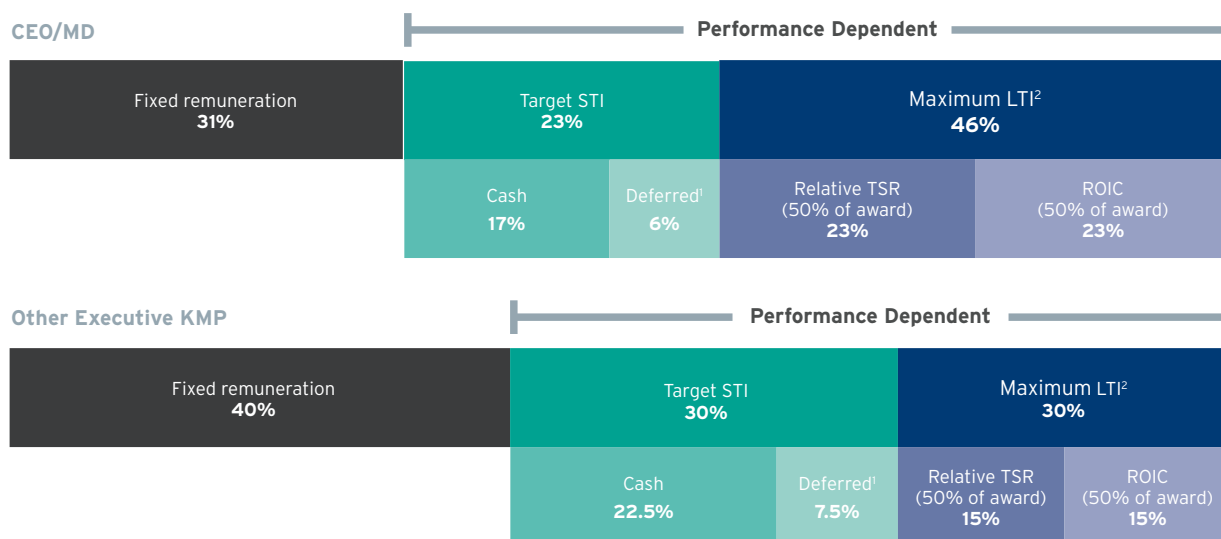 CEO/MD
Performance Dependent
Fixed remuneration
31%
Target STI
23%
Maximum LTI²
46%
Cash
17%
Deferred¹
6%
Relative TSR
(50% of award)
23%
ROIC
(50% of award)
23%
Other Executive KMP
Performance Dependent
Fixed remuneration
40%
Target STI
30%
Maximum LTI²
30%
Cash
22.5%
Deferred¹
7.5%
Relative TSR
(50% of award)
15%
ROIC
(50% of award)
15%